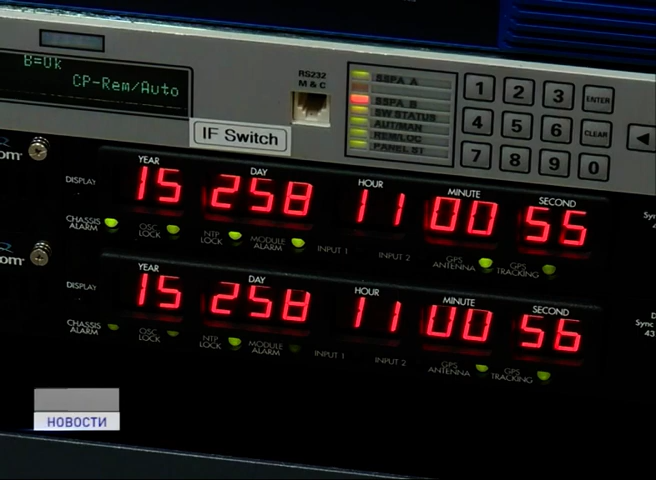 B=Ok
CP-Rem/Auto
RS232
M & C
SSPA A
SSPA B
SW STATUS
AUT/MAN
REM/LOC
PANEL ST
1 2 3 ENTER
4 5 6 CLEAR
7 8 9 0
IF Switch
com
YEAR DAY HOUR MINUTE SECOND
DISPLAY 15 258 11 00 55
CHASSIS ALARM OSC LOCK NTP LOCK MODULE ALARM INPUT 1 INPUT 2 GPS ANTENNA GPS TRACKING
com
YEAR DAY HOUR MINUTE SECOND
DISPLAY 15 258 11 00 56
CHASSIS ALARM OSC LOCK NTP LOCK MODULE ALARM INPUT 1 INPUT 2 GPS ANTENNA GPS TRACKING
Sync
43
НОВОСТИ